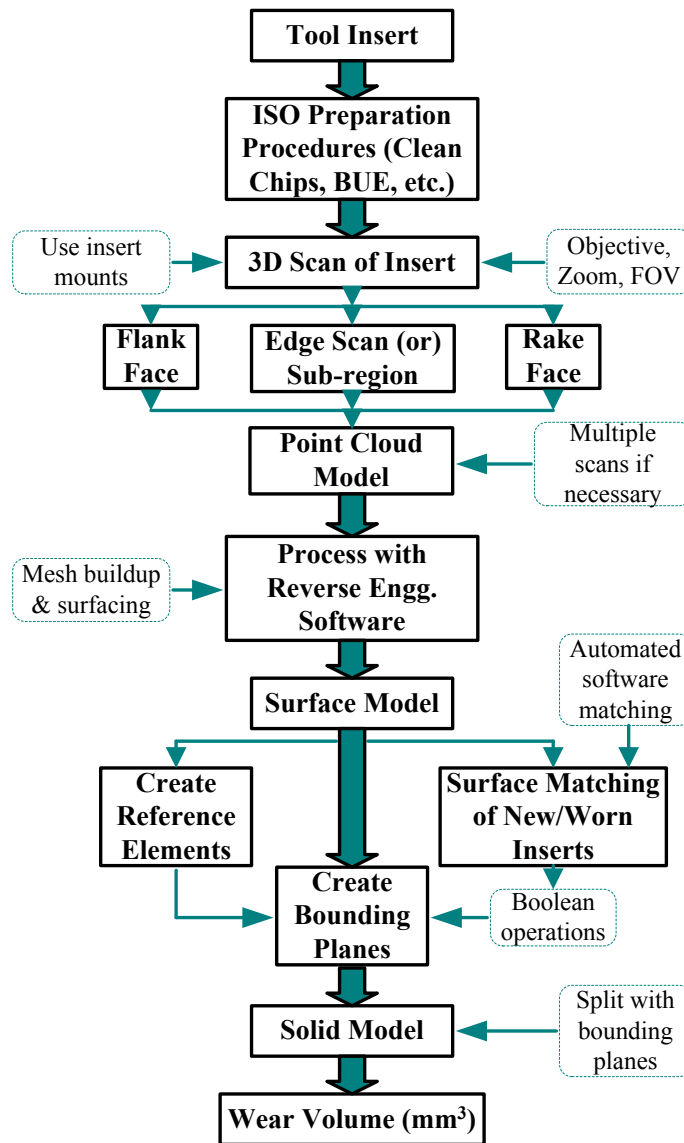 Tool Insert
ISO Preparation
Procedures (Clean
Chips, BUE, etc.)
Use insert
mounts
3D Scan of Insert
Objective,
Zoom, FOV
Flank
Face
Edge Scan (or)
Sub-region
Rake
Face
Point Cloud
Model
Multiple
scans if
necessary
Mesh buildup
& surfacing
Process with
Reverse Engg.
Software
Automated
software
matching
Surface Model
Create
Reference
Elements
Surface Matching
of New/Worn
Inserts
Create
Bounding
Planes
Boolean
operations
Solid Model
Split with
bounding
planes
Wear Volume (mm³)